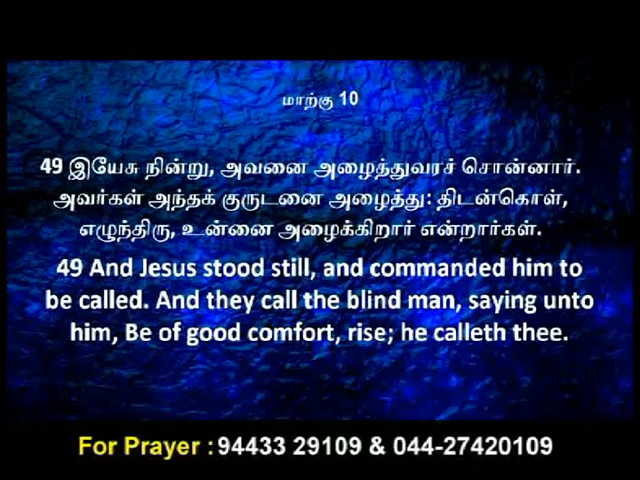 மாற்கு 10
49 இயேசு நின்று, அவனை அழைத்துவரச் சொன்னார்.
அவர்கள் அந்தக் குருடனை அழைத்து: திடன்கொள்,
எழுந்திரு, உன்னை அழைக்கிறார் என்றார்கள்.
49 And Jesus stood still, and commanded him to
be called. And they call the blind man, saying unto
him, Be of good comfort, rise; he calleth thee.
For Prayer : 94433 29109 & 044-27420109